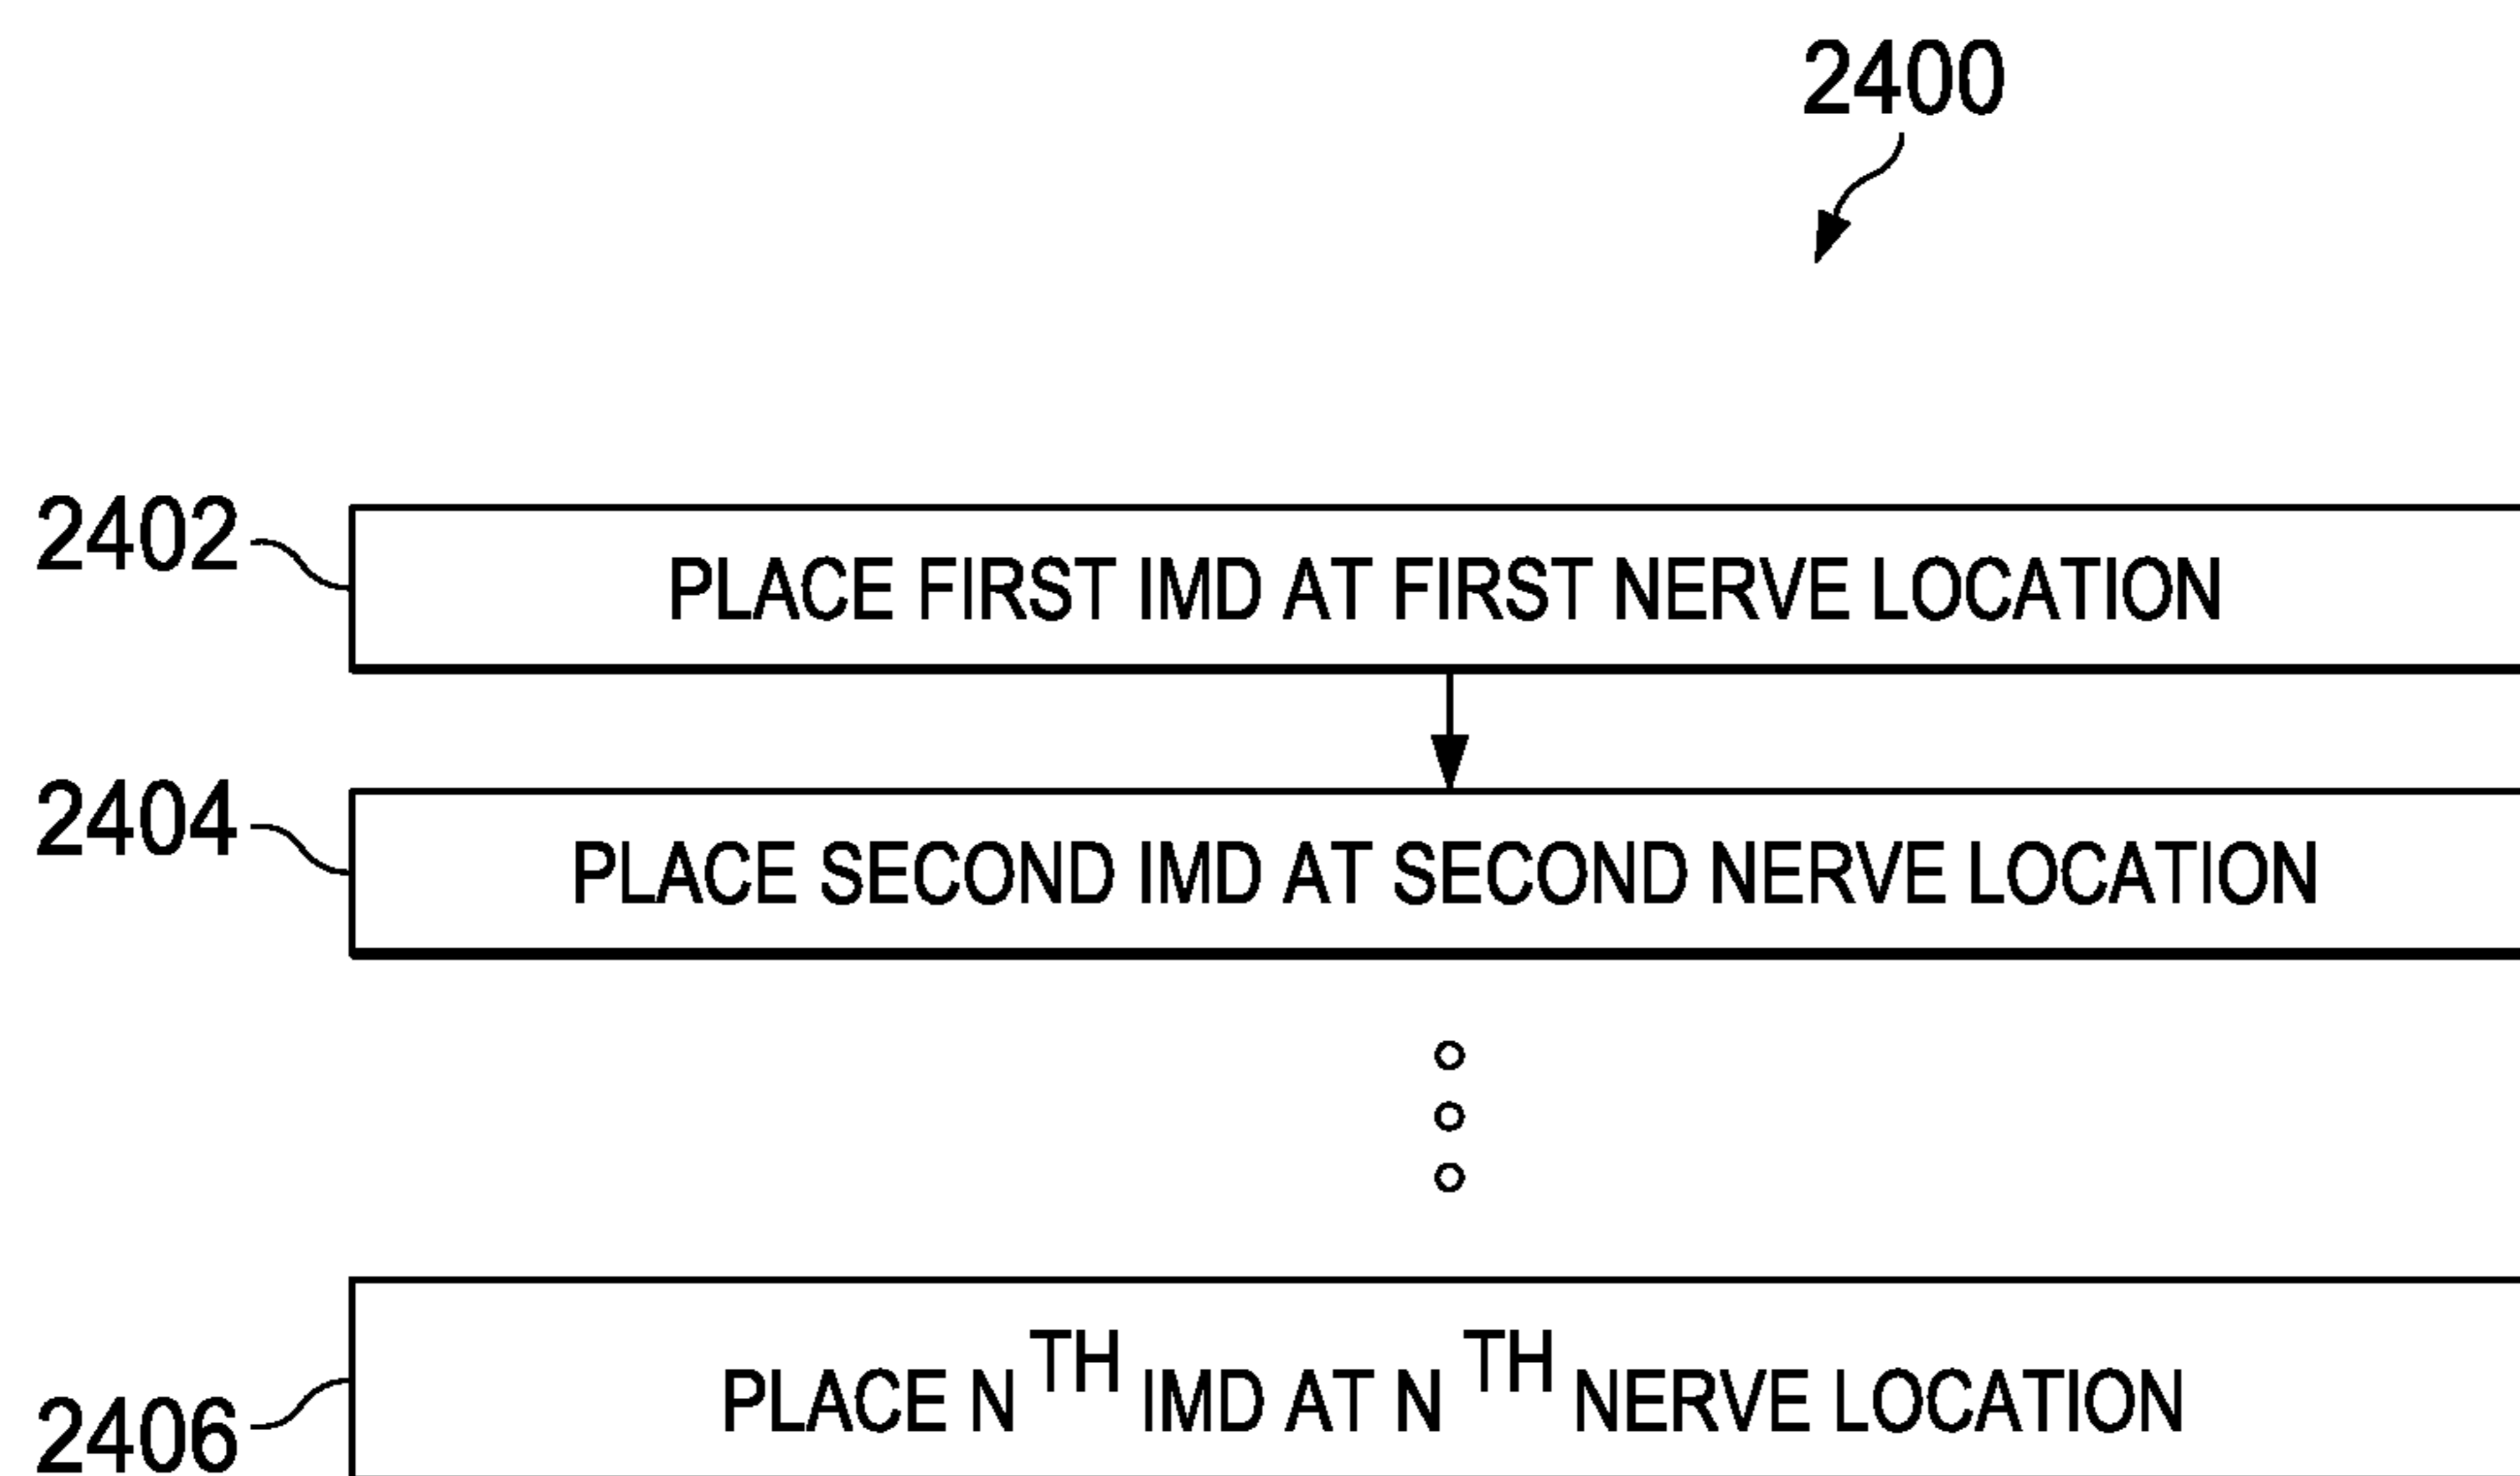 2400
2402
PLACE FIRST IMD AT FIRST NERVE LOCATION
2404
PLACE SECOND IMD AT SECOND NERVE LOCATION
2406
PLACE N TH IMD AT N TH NERVE LOCATION